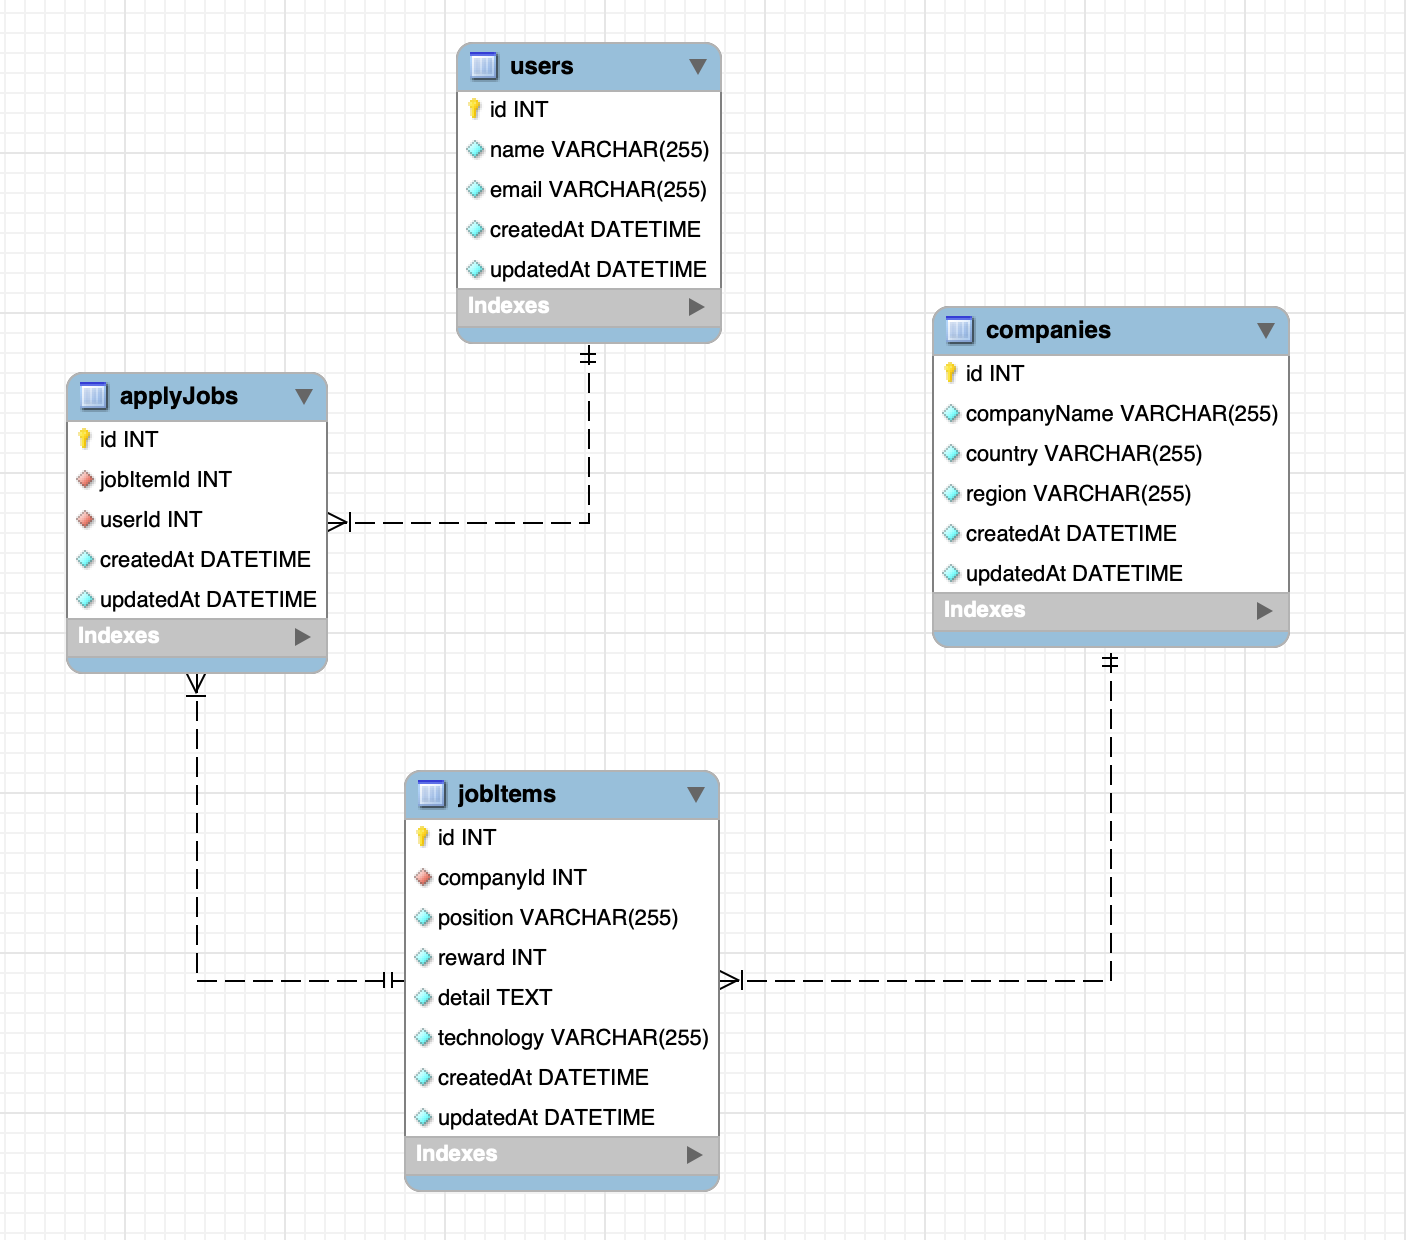 users
id INT
name VARCHAR(255)
email VARCHAR(255)
createdAt DATETIME
updatedAt DATETIME
Indexes
companies
id INT
companyName VARCHAR(255)
country VARCHAR(255)
region VARCHAR(255)
createdAt DATETIME
updatedAt DATETIME
Indexes
applyJobs
id INT
jobItemId INT
userId INT
createdAt DATETIME
updatedAt DATETIME
Indexes
jobItems
id INT
companyId INT
position VARCHAR(255)
reward INT
detail TEXT
technology VARCHAR(255)
createdAt DATETIME
updatedAt DATETIME
Indexes